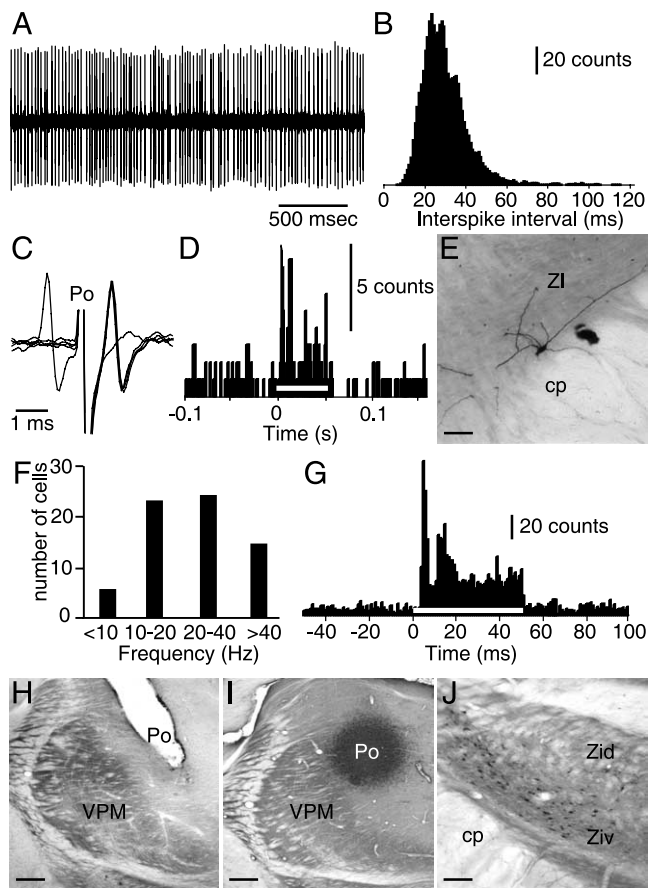 A
500 msec
B
20 counts
0 20 40 60 80 100 120
Interspike interval (ms)
C
Po
1 ms
D
5 counts
-0.1 0 0.1
Time (s)
E
ZI
cp
F
30
20
10
0
number of cells
<10 10-20 20-40 >40
Frequency (Hz)
G
20 counts
-40 -20 0 20 40 60 80 100
Time (ms)
H
Po
VPM
I
Po
VPM
J
Zid
Ziv
cp